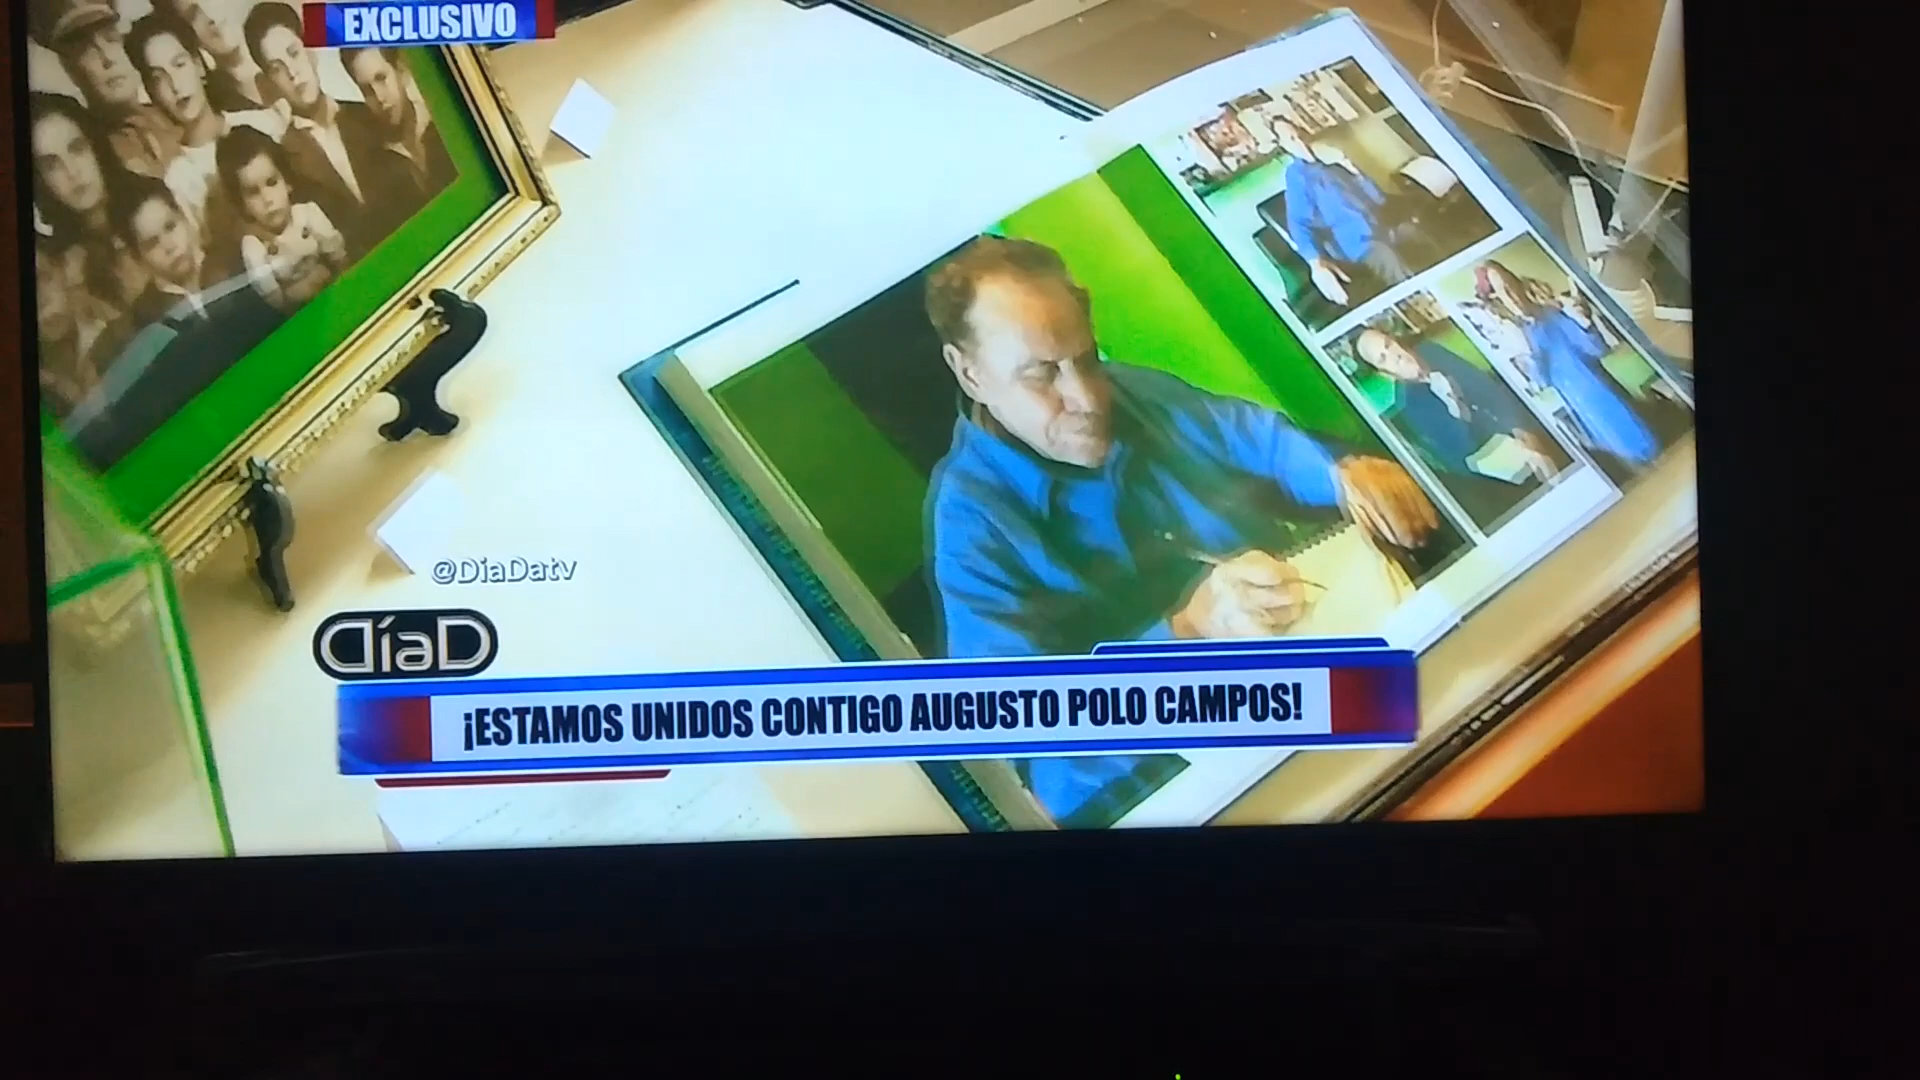 EXCLUSIVO
@DiaDatv
DíaD
¡ESTAMOS UNIDOS CONTIGO AUGUSTO POLO CAMPOS!